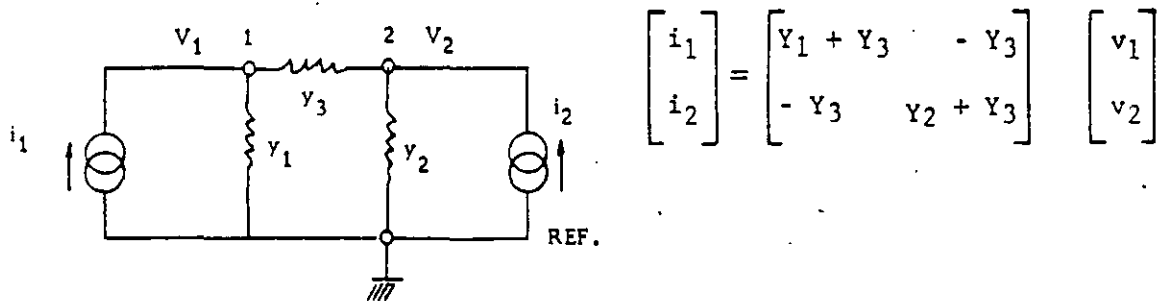 V1 1 2 V2
y3
i1
y1
y2
i2
REF.
[i1] = [Y1 + Y3 - Y3] [v1]
[i2] [- Y3 Y2 + Y3] [v2]